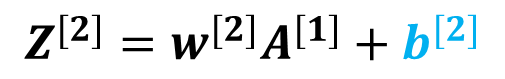 Z[2] = w[2]A[1] + b[2]